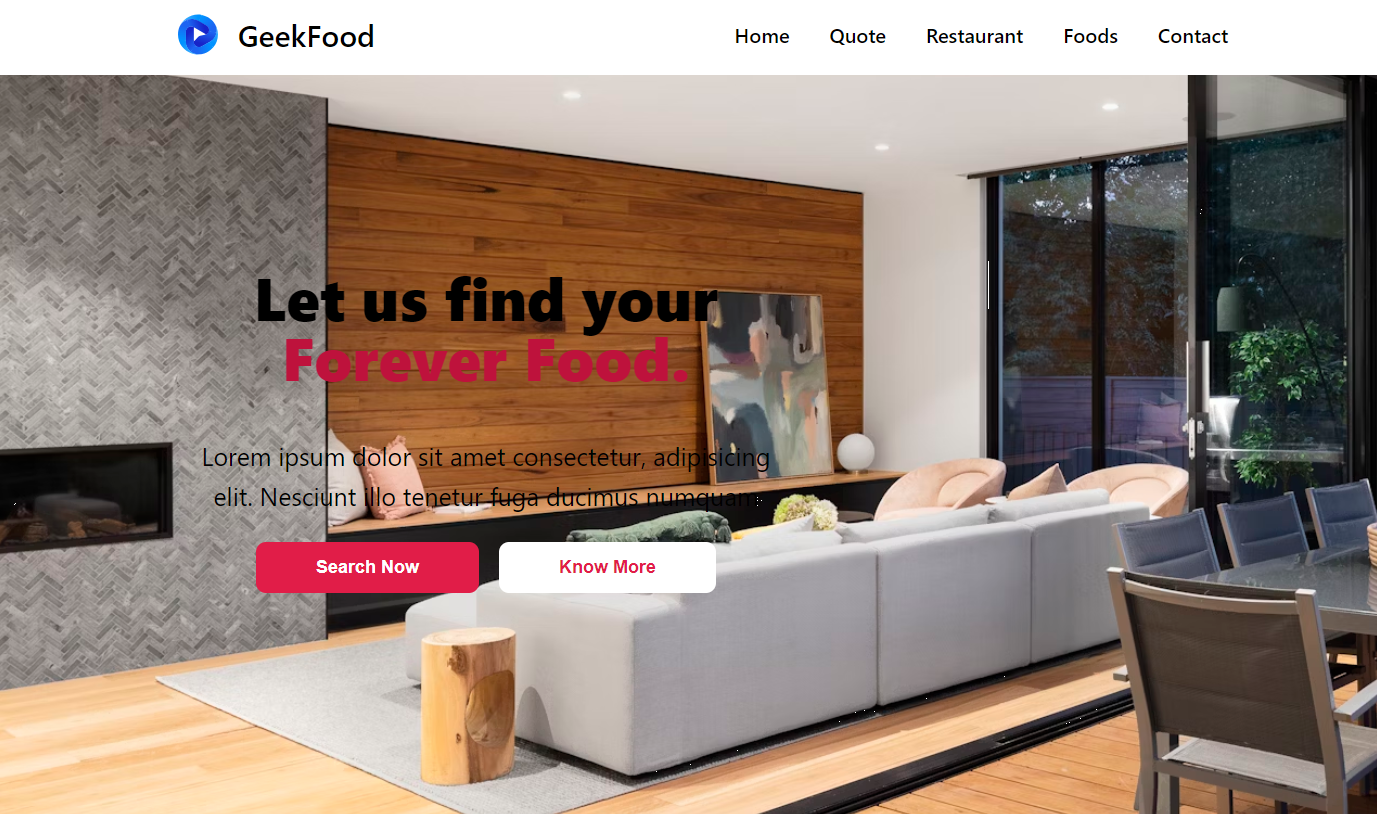 GeekFood
Home Quote Restaurant Foods Contact
Let us find your
Forever Food.
Lorem ipsum dolor sit amet consectetur, adipisicing
elit. Nesciunt illo tenetur fuga ducimus numquam.
Search Now Know More